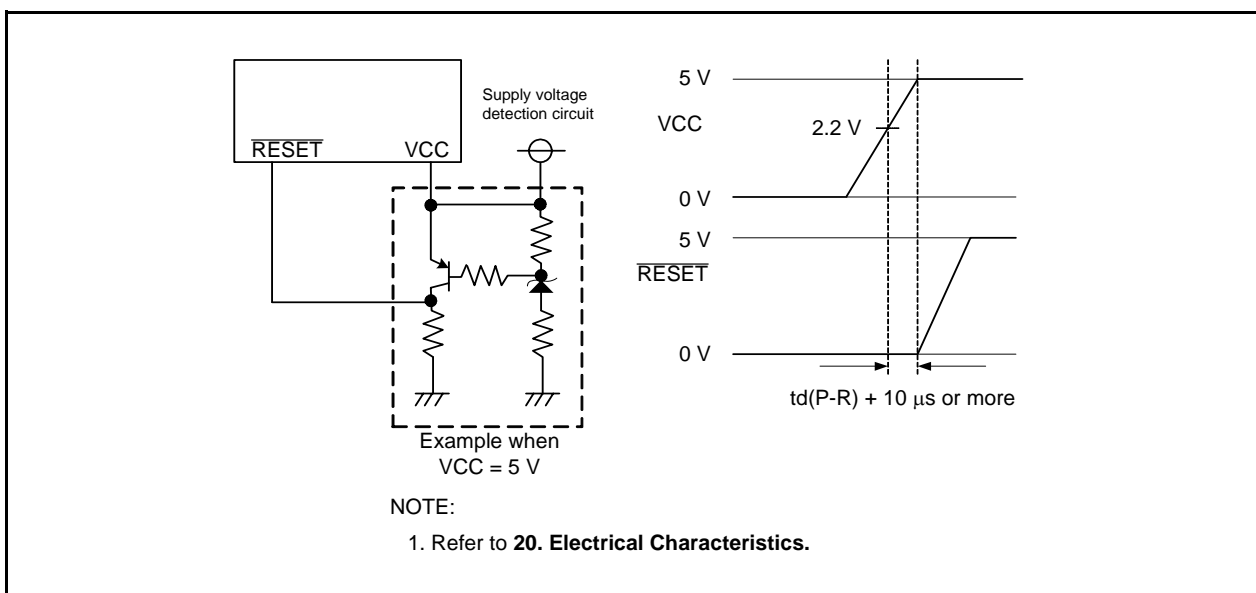 Supply voltage
detection circuit
RESET VCC
Example when
VCC = 5 V
5 V
VCC
2.2 V
0 V
5 V
RESET
0 V
td(P-R) + 10 μs or more
NOTE:
1. Refer to 20. Electrical Characteristics.